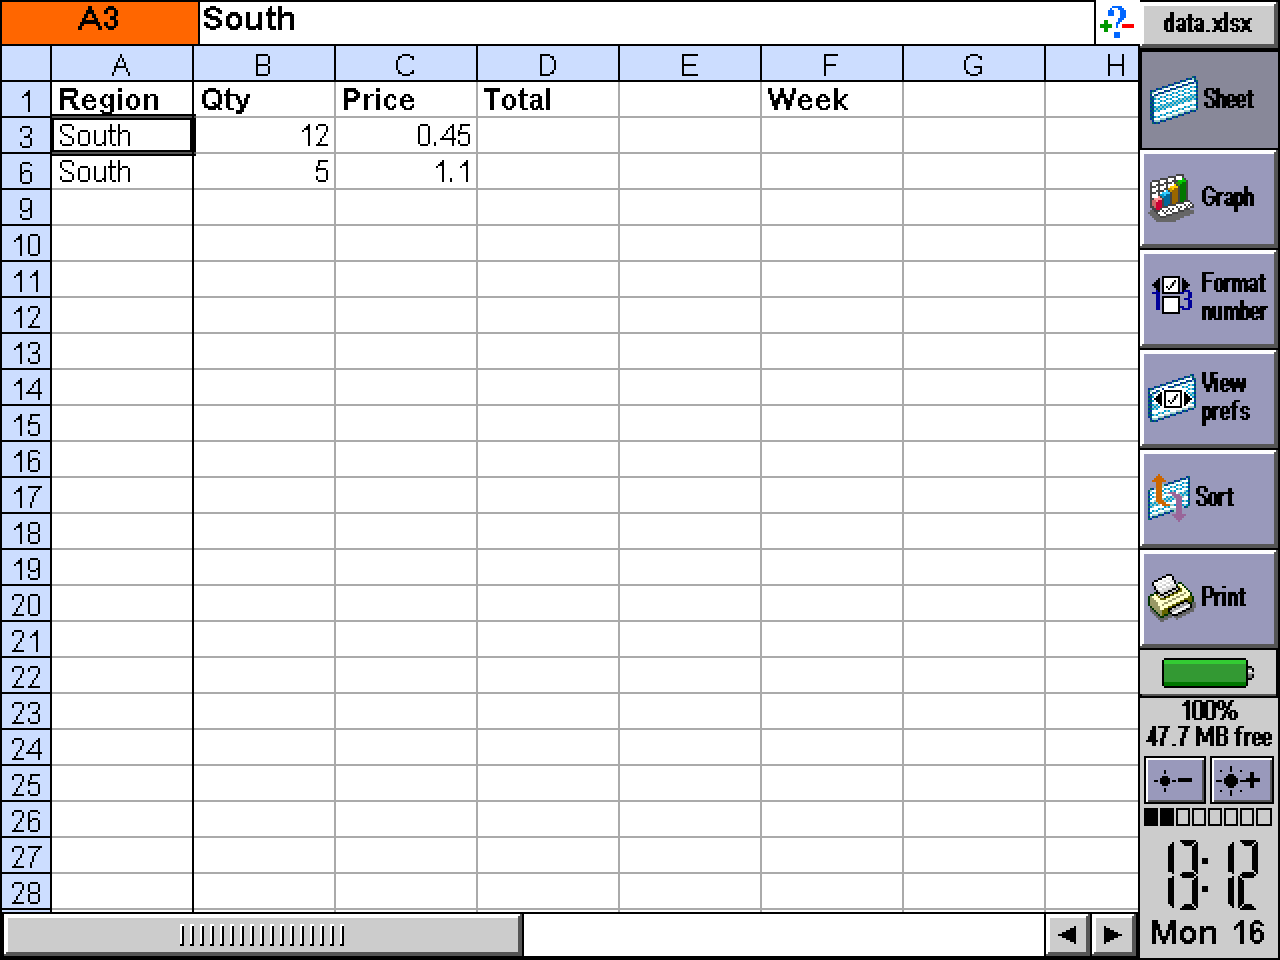 A3 South data.xlsx
A B C D E F G H
1 Region Qty Price Total Week
3 South 12 0.45
6 South 5 1.1
9
10
11
12
13
14
15
16
17
18
19
20
21
22
23
24
25
26
27
28
Sheet
Graph
Format
number
View
prefs
Sort
Print
100%
47.7 MB free
13:12
Mon 16